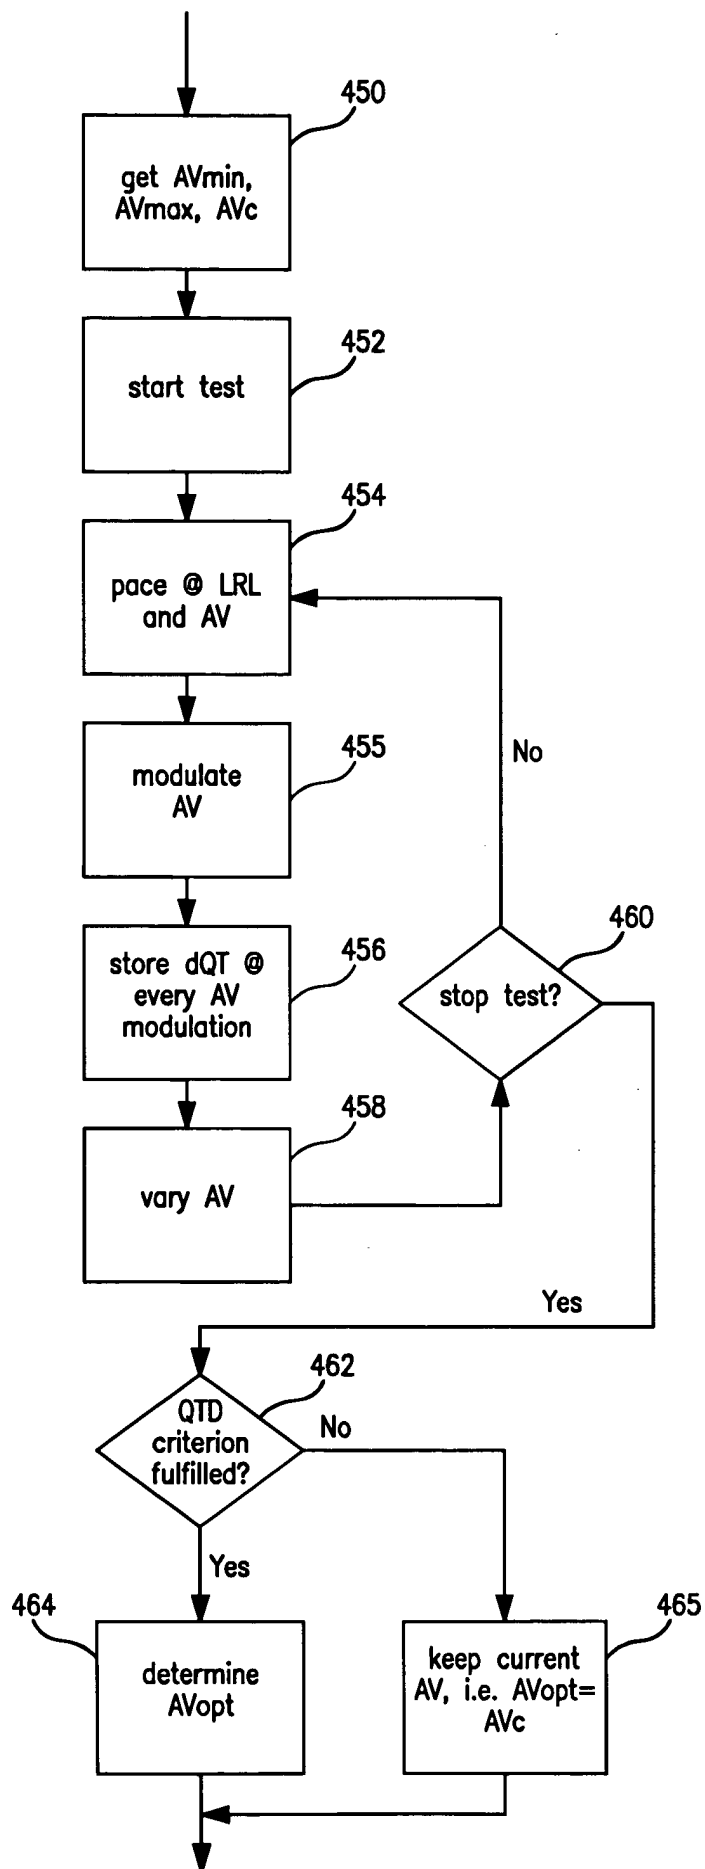 450
get AVmin,
AVmax, AVc
452
start test
454
pace @ LRL
and AV
No
455
modulate
AV
460
stop test?
456
store dQT @
every AV
modulation
458
vary AV
Yes
462
QTD
criterion
fulfilled?
No
Yes
464
determine
AVopt
465
keep current
AV, i.e. AVopt=
AVc